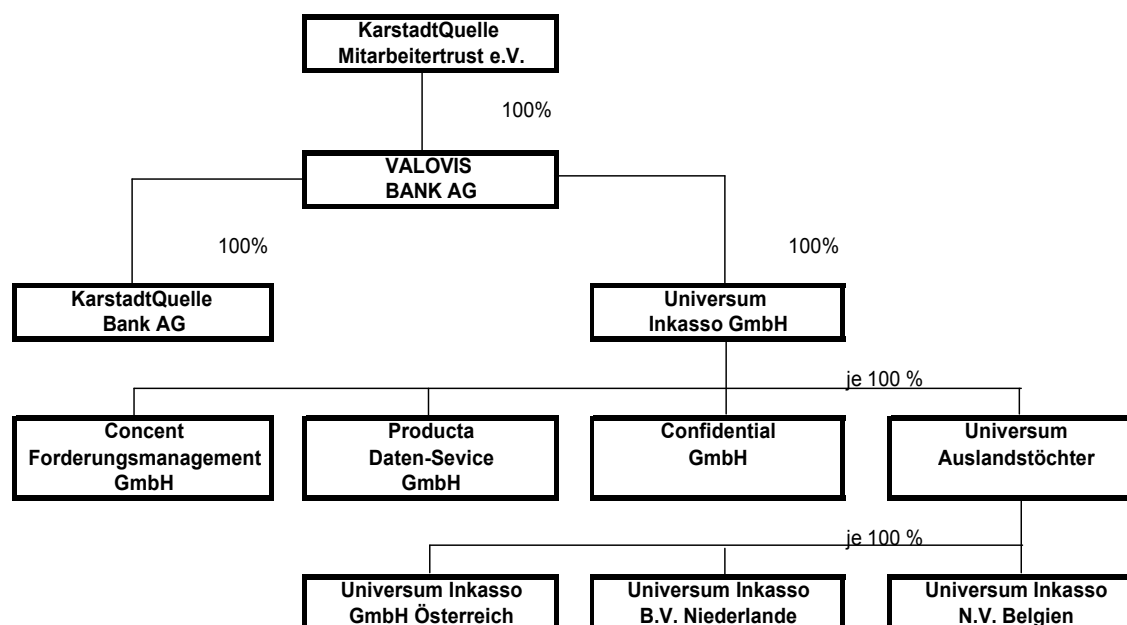 KarstadtQuelle
Mitarbeitertrust e.V.
100%
VALOVIS
BANK AG
100%
100%
KarstadtQuelle
Bank AG
Universum
Inkasso GmbH
je 100 %
Concent
Forderungsmanagement
GmbH
Producta
Daten-Sevice
GmbH
Confidential
GmbH
Universum
Auslandstöchter
je 100 %
Universum Inkasso
GmbH Österreich
Universum Inkasso
B.V. Niederlande
Universum Inkasso
N.V. Belgien